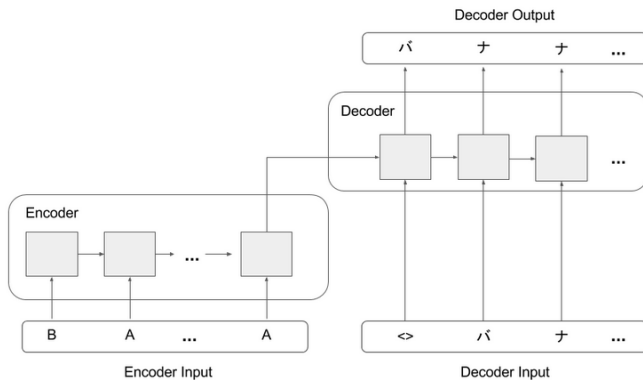 Decoder Output
バ ナ ナ ...
Decoder
...
Encoder
...
B A ... A
<> バ ナ ...
Encoder Input
Decoder Input